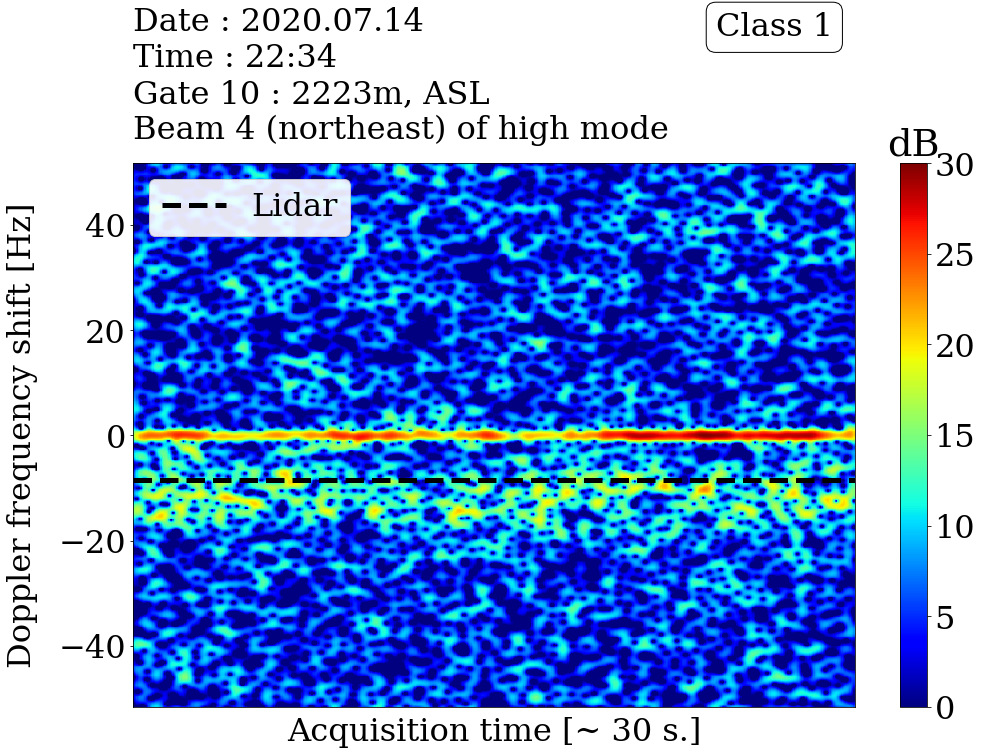 Date : 2020.07.14
Time : 22:34
Gate 10 : 2223m, ASL
Beam 4 (northeast) of high mode
Class 1
dB
Lidar
Doppler frequency shift [Hz]
40
20
0
−20
−40
Acquisition time [~ 30 s.]
30
25
20
15
10
5
0